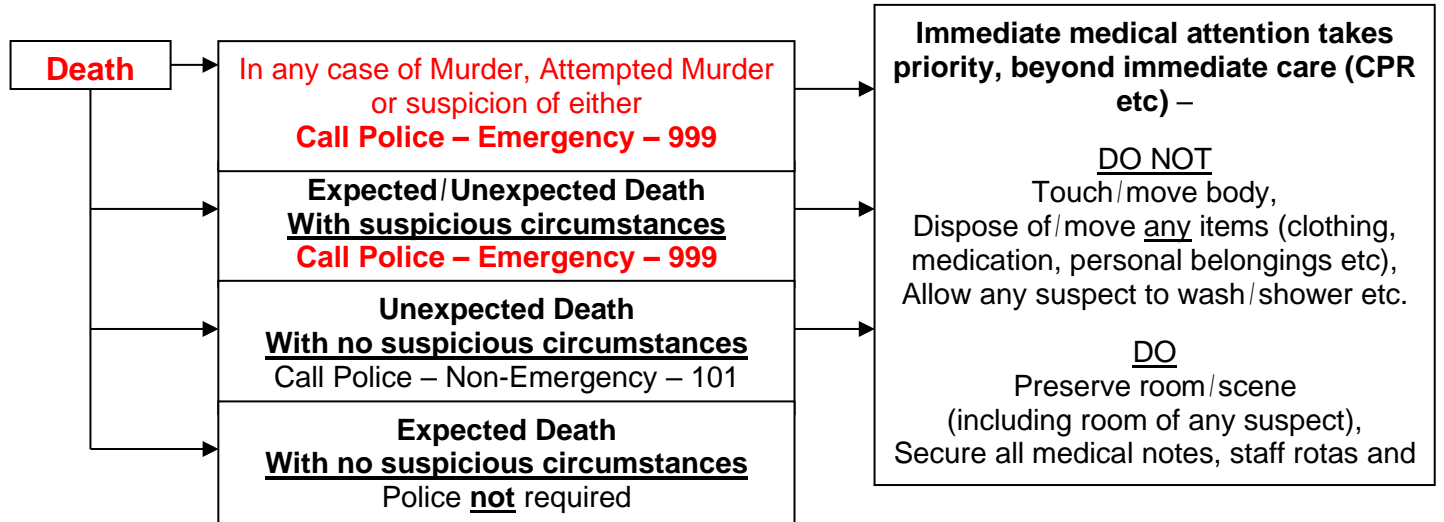 Death
In any case of Murder, Attempted Murder
or suspicion of either
Call Police – Emergency – 999
Expected/Unexpected Death
With suspicious circumstances
Call Police – Emergency – 999
Unexpected Death
With no suspicious circumstances
Call Police – Non-Emergency – 101
Expected Death
With no suspicious circumstances
Police not required
Immediate medical attention takes
priority, beyond immediate care (CPR
etc) –
DO NOT
Touch/move body,
Dispose of/move any items (clothing,
medication, personal belongings etc),
Allow any suspect to wash/shower etc.
DO
Preserve room/scene
(including room of any suspect),
Secure all medical notes, staff rotas and